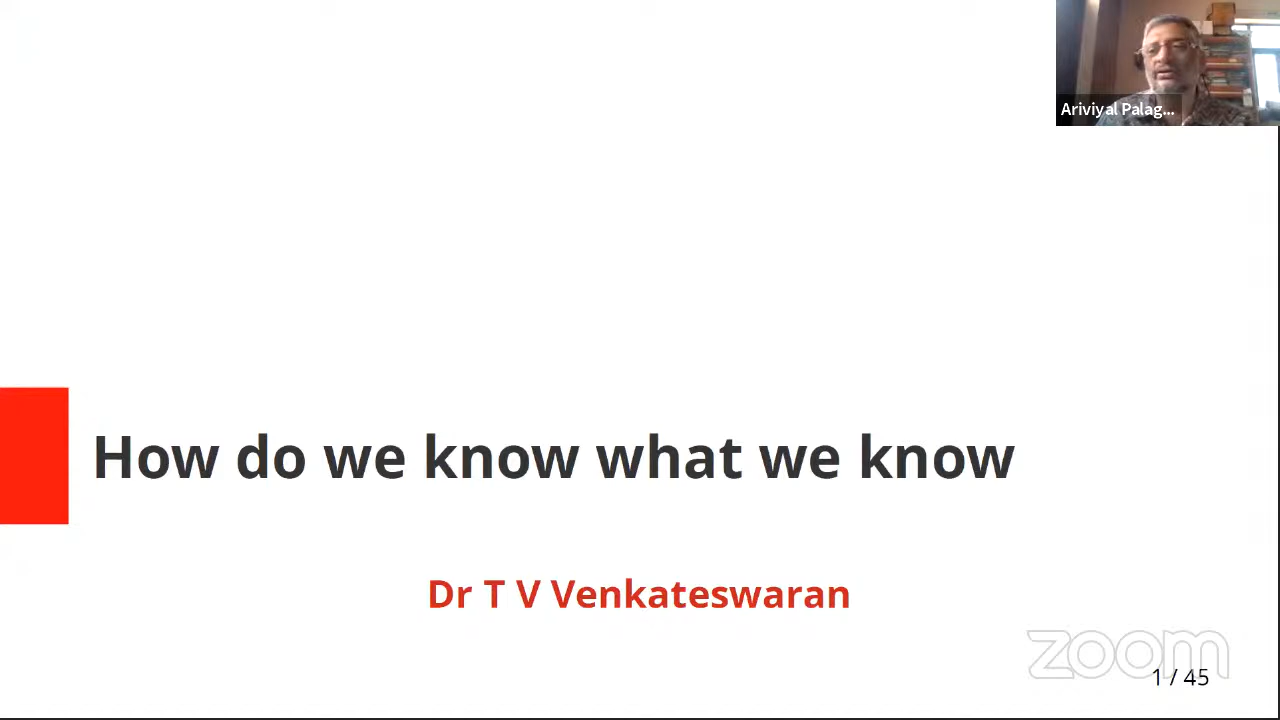 Ariviyal Palag...
How do we know what we know
Dr T V Venkateswaran
zoom
1 / 45